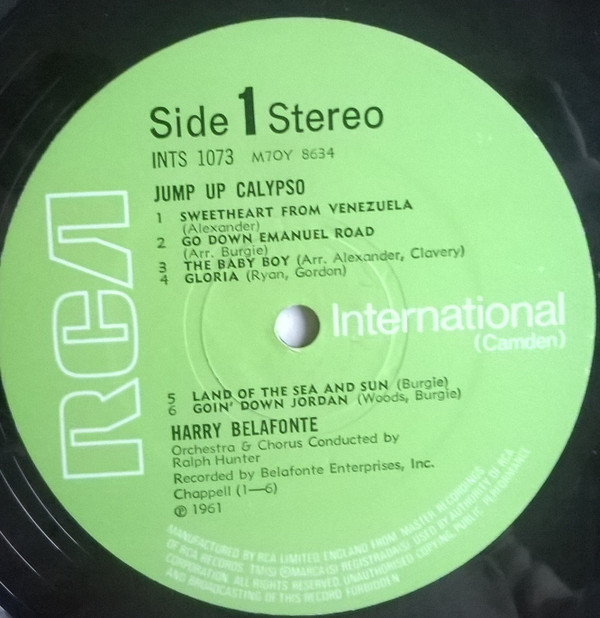 Side 1 Stereo
INTS 1073 M7OY 8634
JUMP UP CALYPSO
1 SWEETHEART FROM VENEZUELA
(Alexander)
2 GO DOWN EMANUEL ROAD
(Arr. Burgie)
3 THE BABY BOY (Arr. Alexander, Clavery)
4 GLORIA (Ryan, Gordon)
RCA
International
(Camden)
5 LAND OF THE SEA AND SUN (Burgie)
6 GOIN' DOWN JORDAN (Woods, Burgie)
HARRY BELAFONTE
Orchestra & Chorus Conducted by
Ralph Hunter
Recorded by Belafonte Enterprises, Inc.
Chappell (1—6)
℗ 1961
MANUFACTURED BY RCA LIMITED, ENGLAND FROM MASTER RECORDINGS
OF RCA RECORDS. TM(S) ® MARCA(S) REGISTRADA(S) USED BY AUTHORITY OF RCA
CORPORATION. ALL RIGHTS RESERVED. UNAUTHORISED COPYING, PUBLIC PERFORMANCE
AND BROADCASTING OF THIS RECORD FORBIDDEN